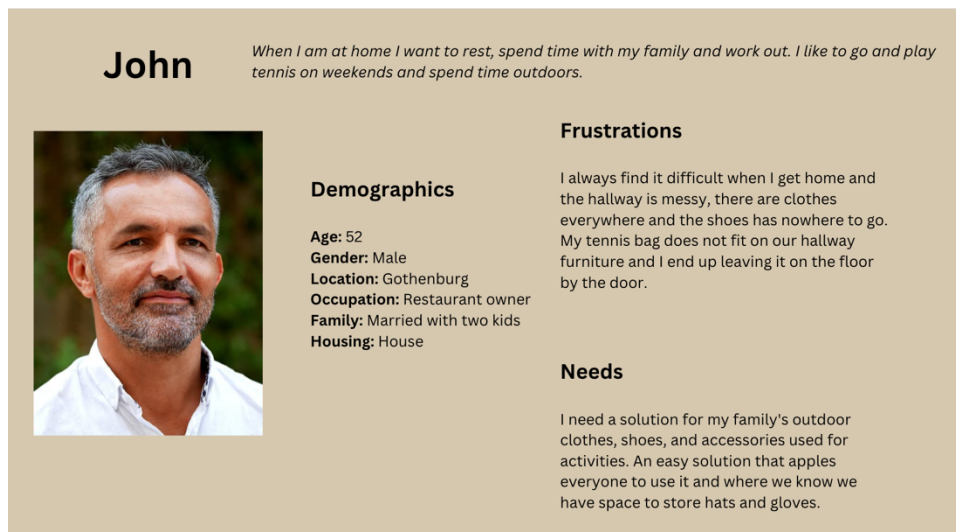 John
When I am at home I want to rest, spend time with my family and work out. I like to go and play
tennis on weekends and spend time outdoors.
Demographics
Age: 52
Gender: Male
Location: Gothenburg
Occupation: Restaurant owner
Family: Married with two kids
Housing: House
Frustrations
I always find it difficult when I get home and
the hallway is messy, there are clothes
everywhere and the shoes has nowhere to go.
My tennis bag does not fit on our hallway
furniture and I end up leaving it on the floor
by the door.
Needs
I need a solution for my family's outdoor
clothes, shoes, and accessories used for
activities. An easy solution that apples
everyone to use it and where we know we
have space to store hats and gloves.